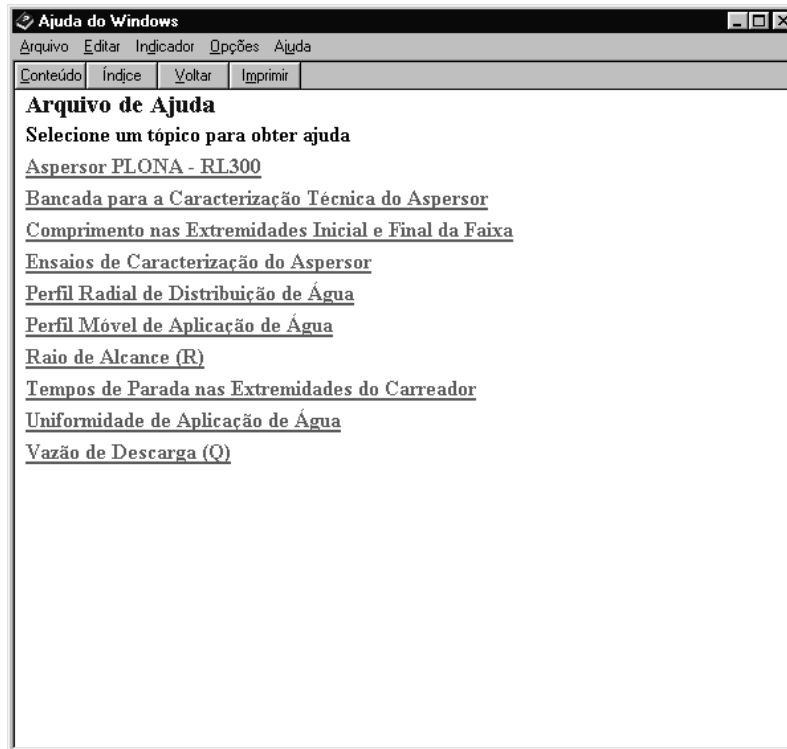 Ajuda do Windows
Arquivo Editar Indicador Opções Ajuda
Conteúdo Índice Voltar Imprimir
Arquivo de Ajuda
Selecione um tópico para obter ajuda
Aspersor PLONA - RL300
Bancada para a Caracterização Técnica do Aspersor
Comprimento nas Extremidades Inicial e Final da Faixa
Ensaios de Caracterização do Aspersor
Perfil Radial de Distribuição de Água
Perfil Móvel de Aplicação de Água
Raio de Alcance (R)
Tempos de Parada nas Extremidades do Carreador
Uniformidade de Aplicação de Água
Vazão de Descarga (Q)